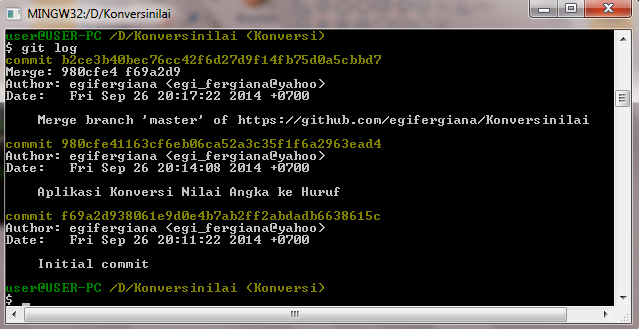 MINGW32:/D/Konversinilai
user@USER-PC /D/Konversinilai (Konversi)
$ git log
commit b2ce3b40bec76cc42f6d27d9f14fb75d0a5cbbd7
Merge: 980cfe4 f69a2d9
Author: egifergiana <egi_fergiana@yahoo>
Date:   Fri Sep 26 20:17:22 2014 +0700
    Merge branch 'master' of https://github.com/egifergiana/Konversinilai
commit 980cfe41163cf6eb06ca52a3c35f1f6a2963ead4
Author: egifergiana <egi_fergiana@yahoo>
Date:   Fri Sep 26 20:14:08 2014 +0700
    Aplikasi Konversi Nilai Angka ke Huruf
commit f69a2d938061e9d0e4b7ab2ff2abdadb6638615c
Author: egifergiana <egi_fergiana@yahoo>
Date:   Fri Sep 26 20:11:22 2014 +0700
    Initial commit
user@USER-PC /D/Konversinilai (Konversi)
$ _